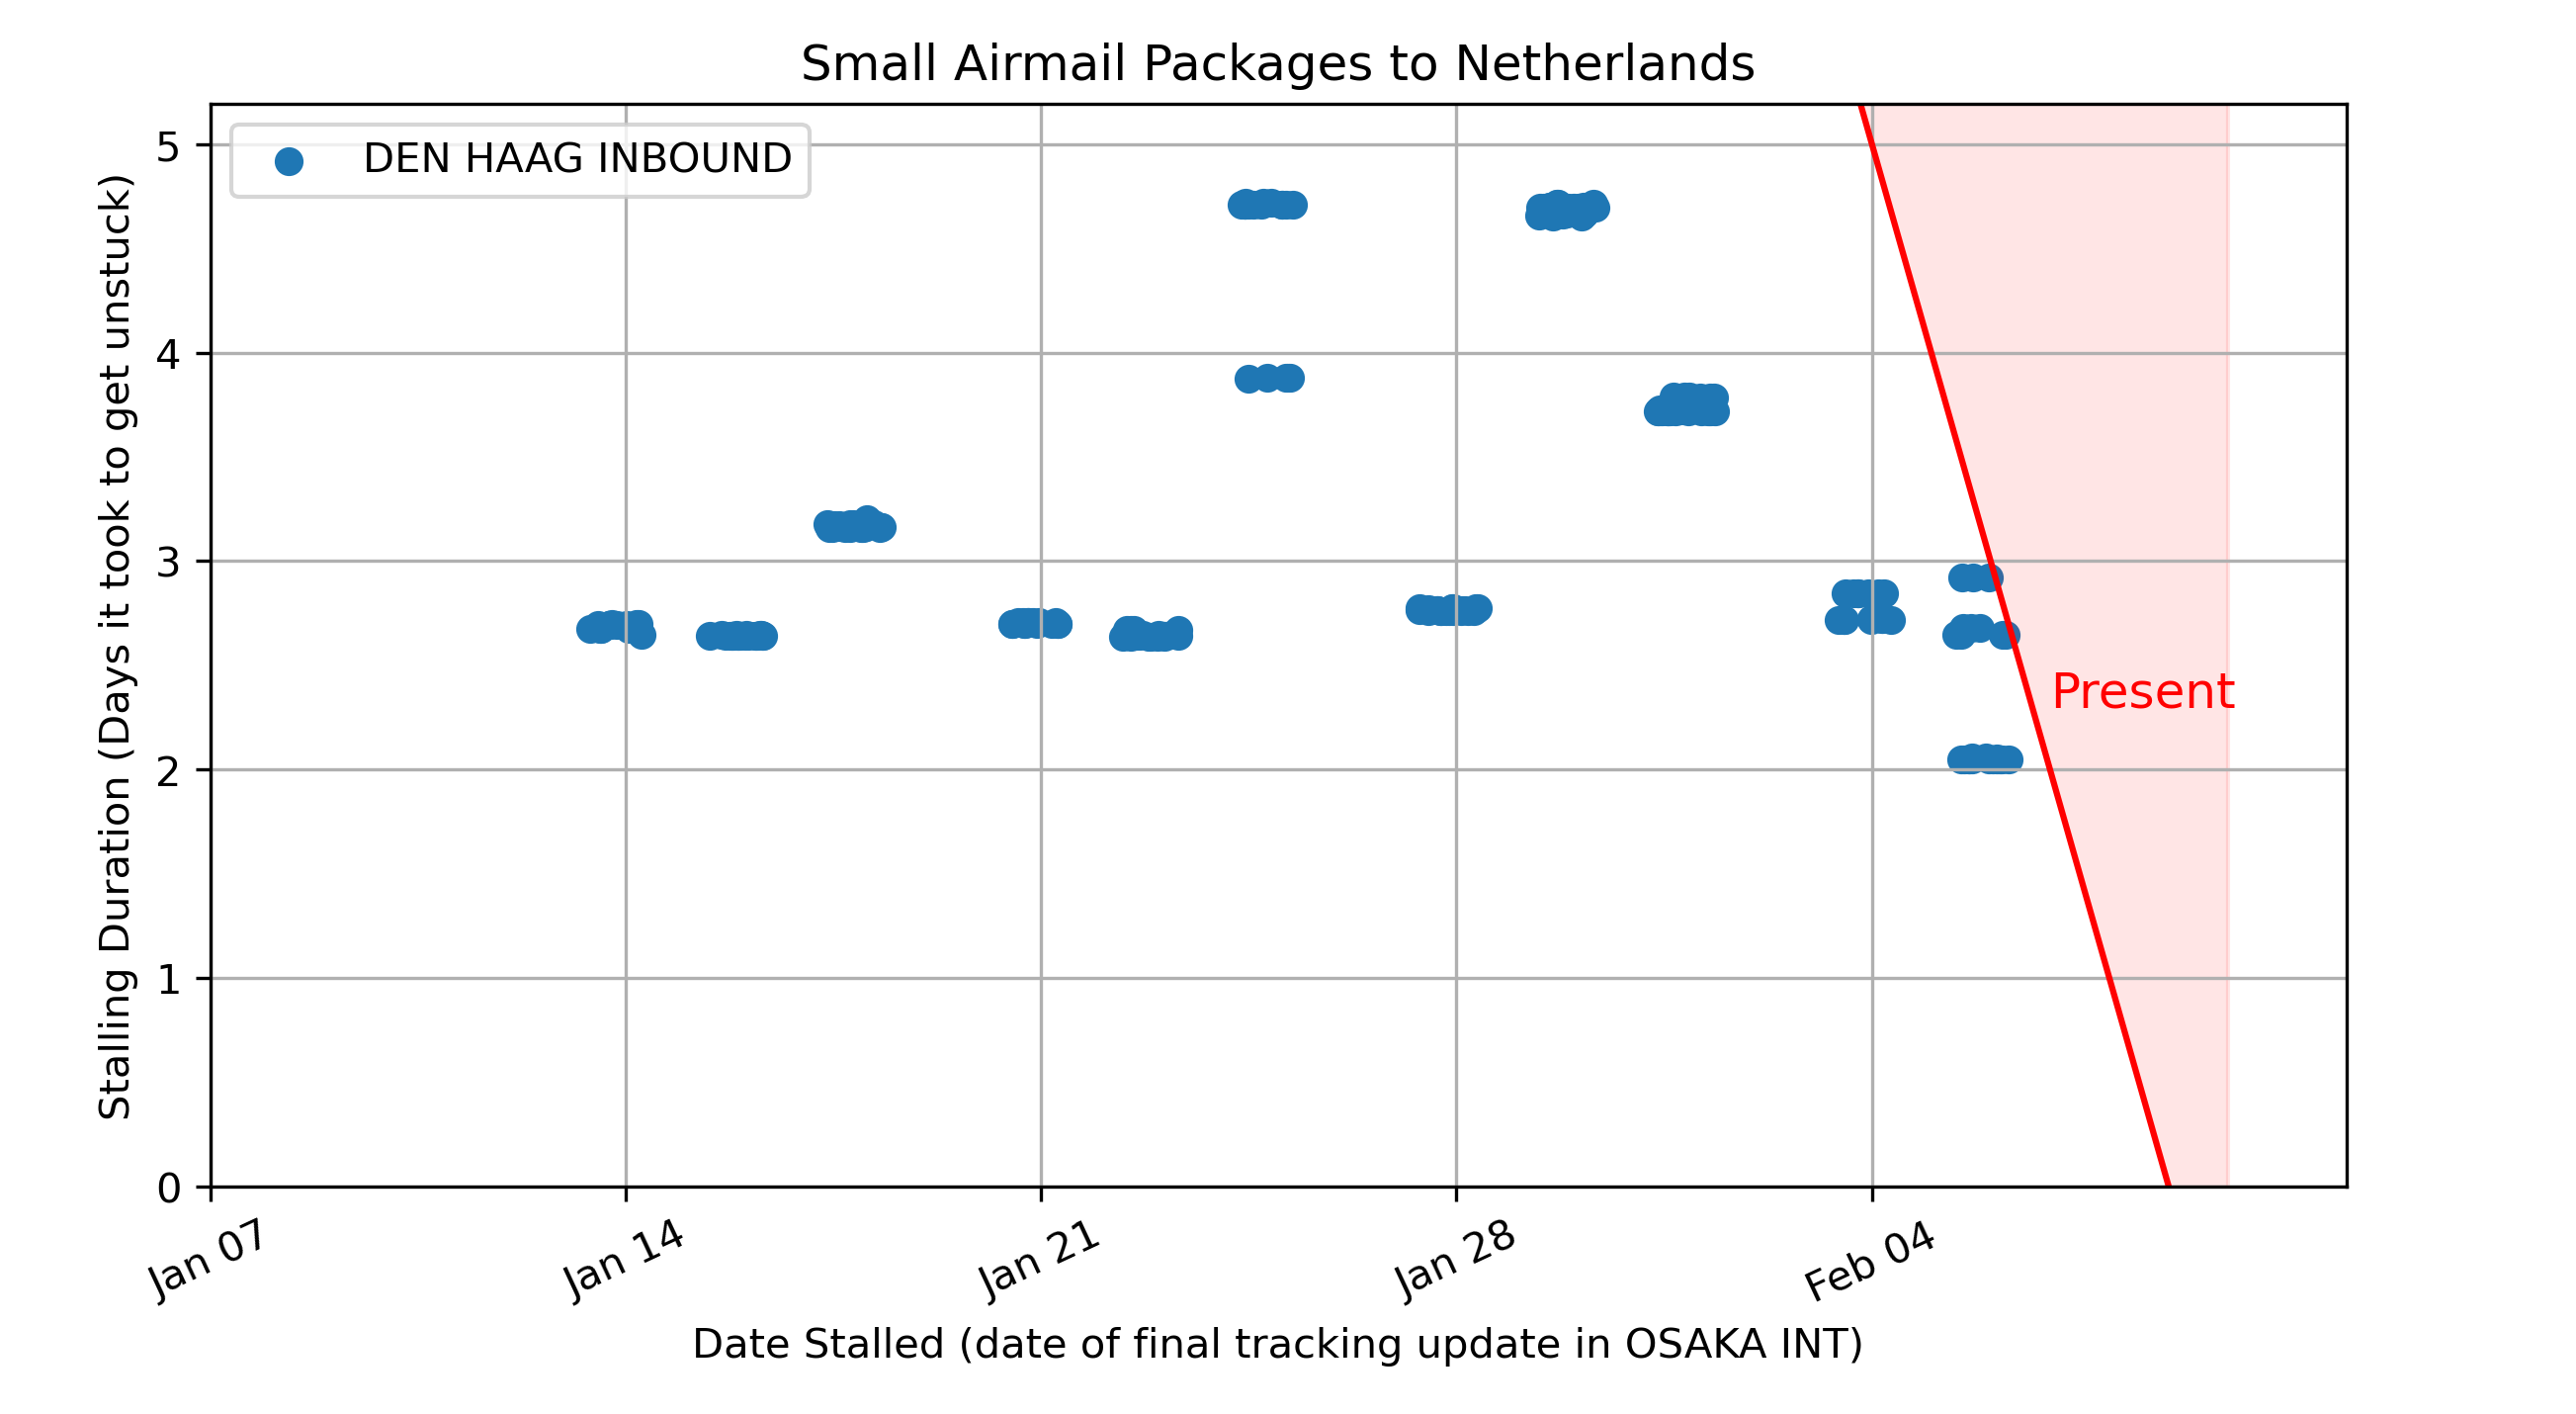 Small Airmail Packages to Netherlands
DEN HAAG INBOUND
Stalling Duration (Days it took to get unstuck)
5
4
3
2
1
0
Present
Jan 07
Jan 14
Jan 21
Jan 28
Feb 04
Date Stalled (date of final tracking update in OSAKA INT)